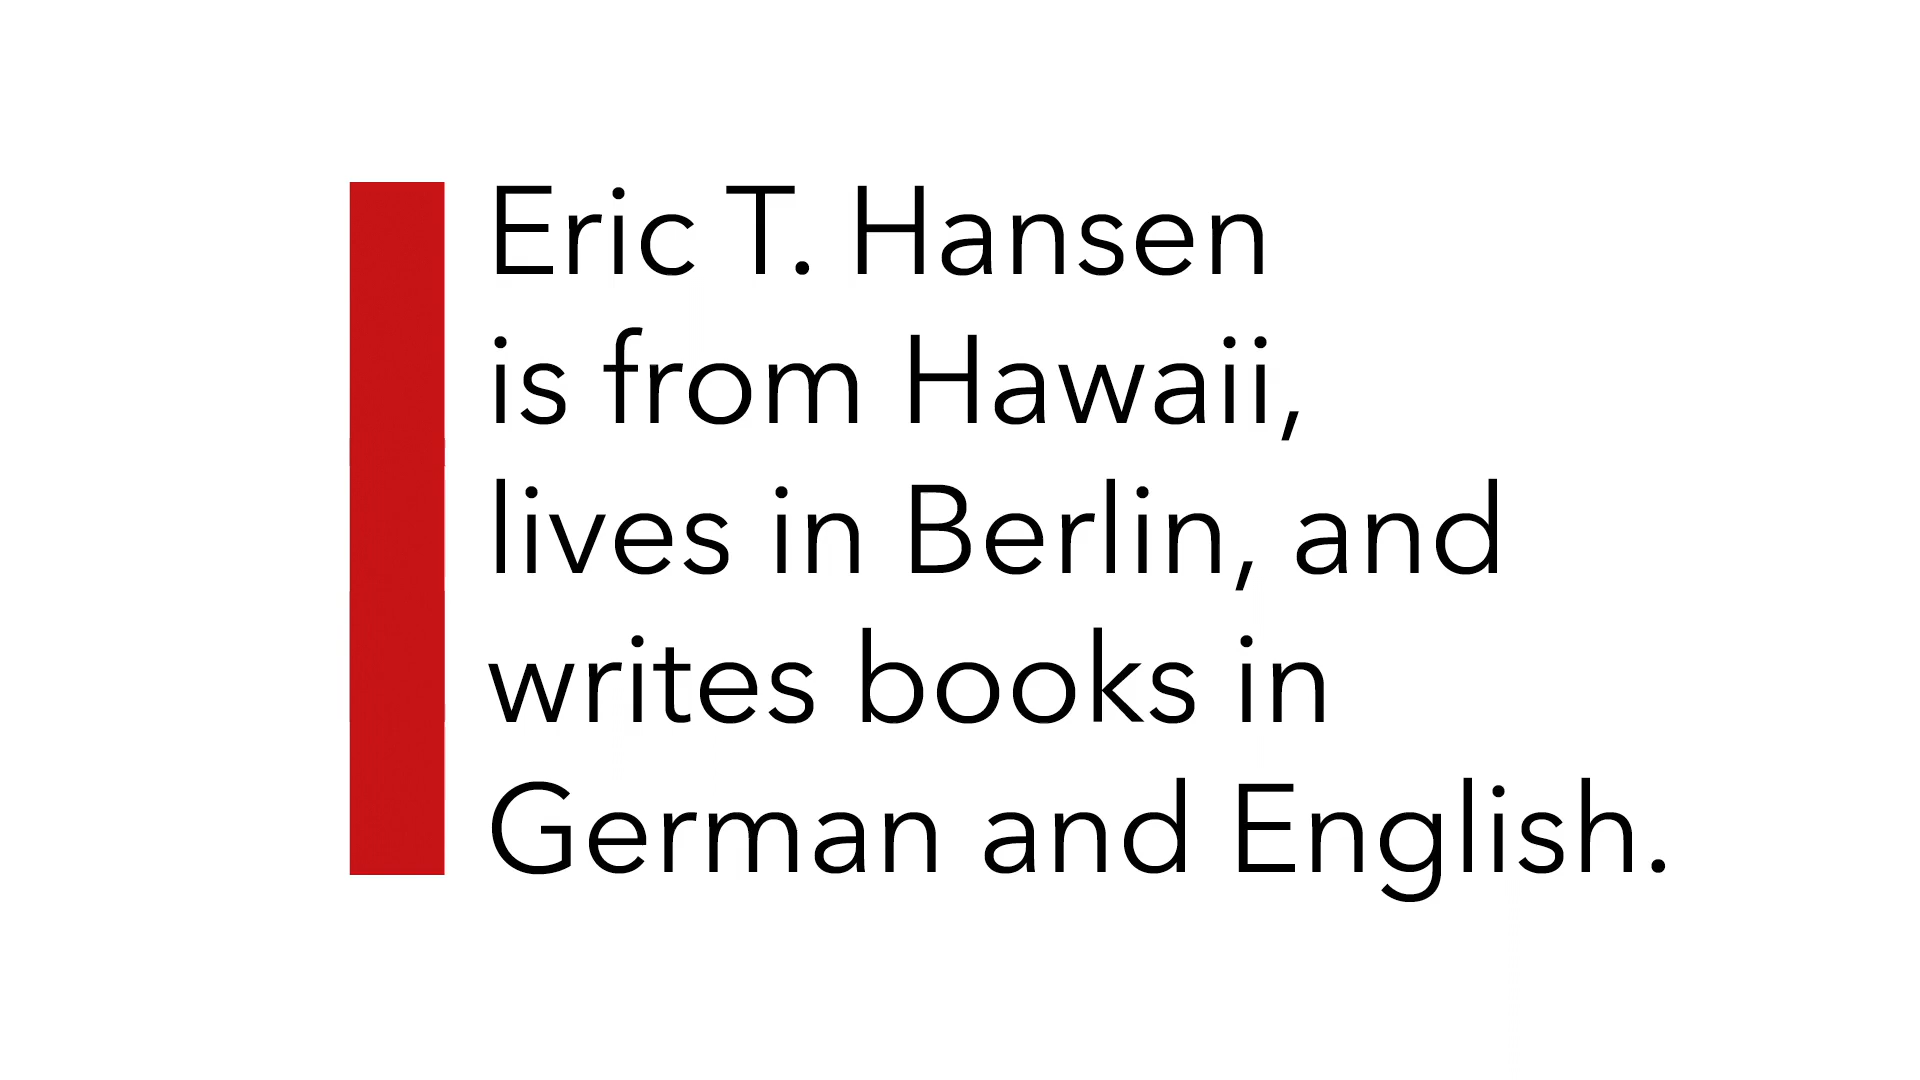 Eric T. Hansen
is from Hawaii,
lives in Berlin, and
writes books in
German and English.